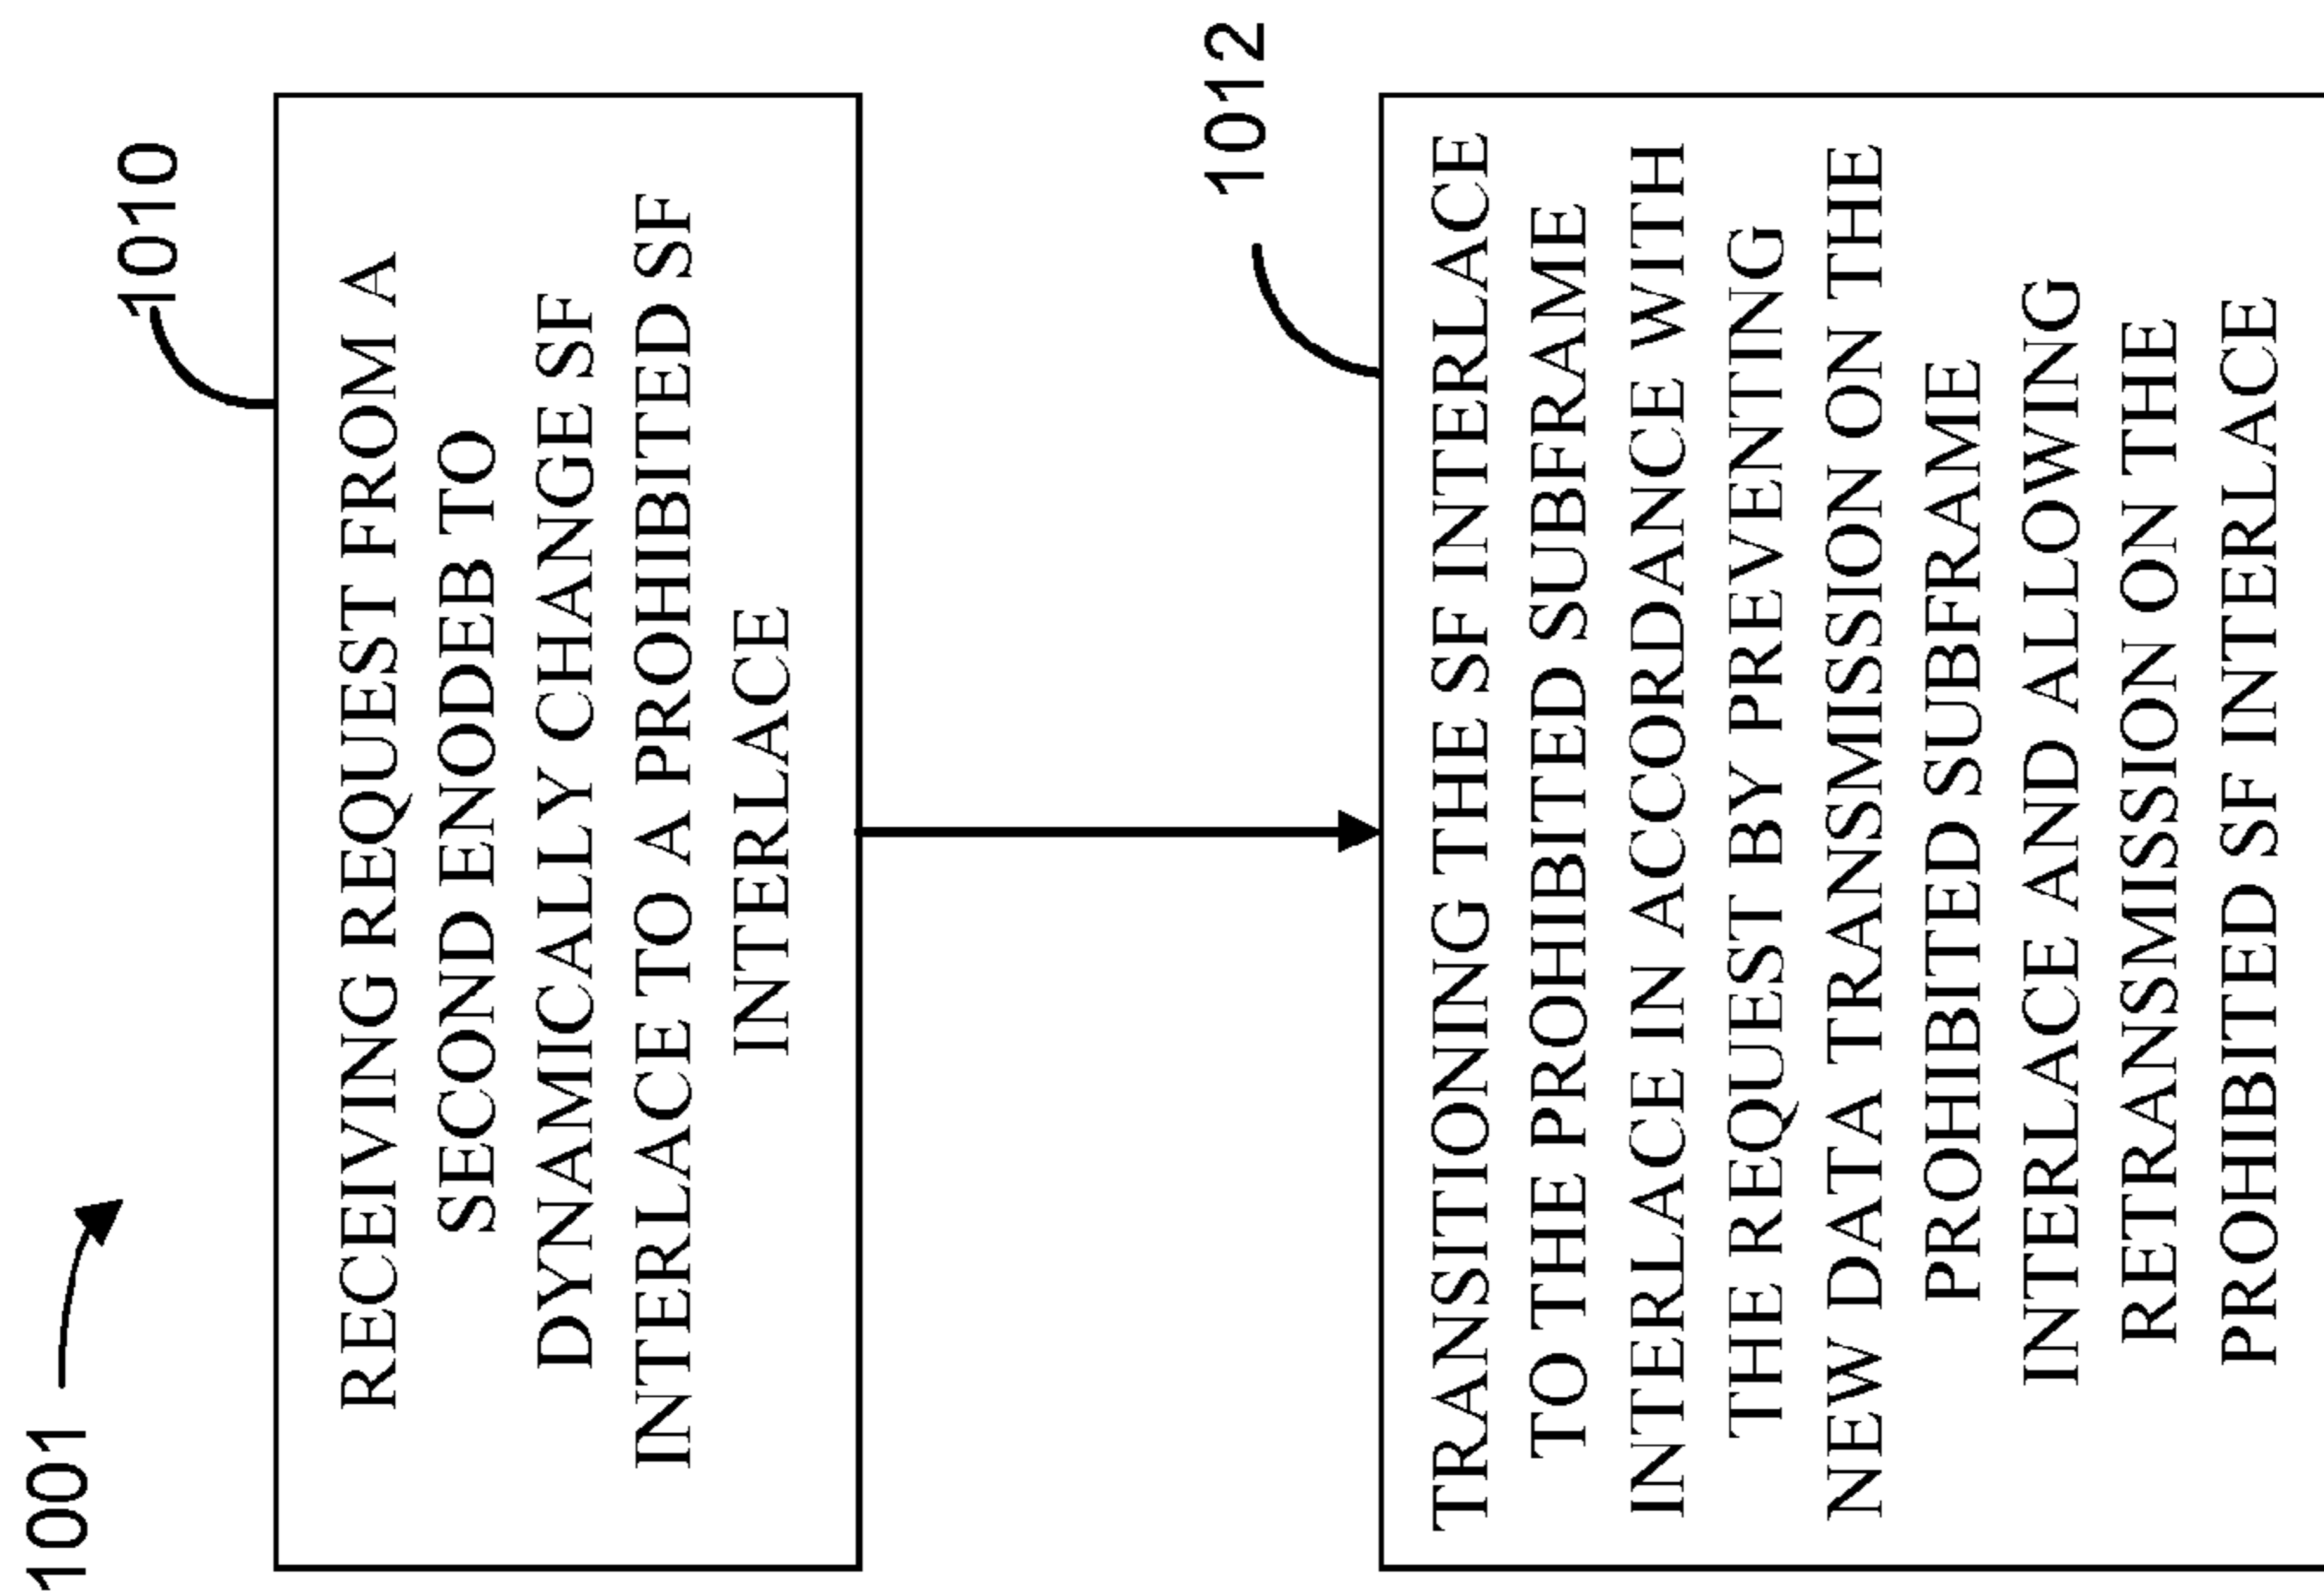 1001
1010
RECEIVING REQUEST FROM A
SECOND ENODEB TO
DYNAMICALLY CHANGE SF
INTERLACE TO A PROHIBITED SF
INTERLACE
1012
TRANSITIONING THE SF INTERLACE
TO THE PROHIBITED SUBFRAME
INTERLACE IN ACCORDANCE WITH
THE REQUEST BY PREVENTING
NEW DATA TRANSMISSION ON THE
PROHIBITED SUBFRAME
INTERLACE AND ALLOWING
RETRANSMISSION ON THE
PROHIBITED SF INTERLACE